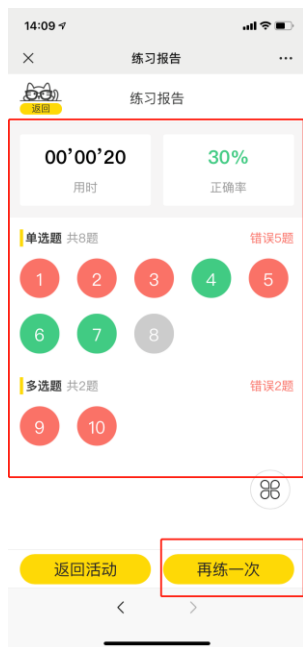 14:09
练习报告
返回
练习报告
00’00’20
30%
用时
正确率
单选题 共8题 错误5题
1 2 3 4 5
6 7 8
多选题 共2题 错误2题
9 10
返回活动
再练一次